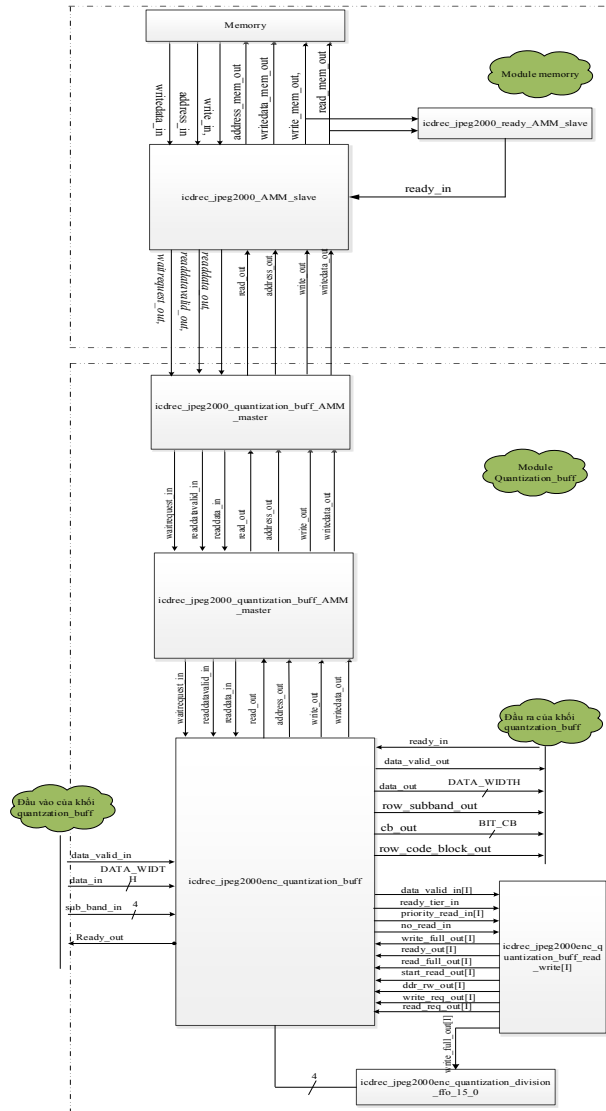 Memorry
writedata_in
address_in
write_in,
address_mem_out
writedata_mem_out
write_mem_out,
read_mem_out
Module memorry
icdrec_jpeg2000_ready_AMM_slave
icdrec_jpeg2000_AMM_slave
ready_in
waitrequest_out,
readdatavalid_out,
readdata_out,
read_out
address_out
write_out
writedata_out
icdrec_jpeg2000_quantization_buff_AMM
_master
Module
Quantization_buff
waitrequest_in
readdatavalid_in
readdata_in
read_out
address_out
write_out
writedata_out
icdrec_jpeg2000_quantization_buff_AMM
_master
waitrequest_in
readdatavalid_in
readdata_in
read_out
address_out
write_out
writedata_out
Đầu ra của khối
quantzation_buff
ready_in
data_valid_out
data_out
DATA_WIDTH
row_subband_out
cb_out
BIT_CB
row_code_block_out
Đầu vào của khối
quantzation_buff
data_valid_in
DATA_WIDT
data_in
H
sub_band_in
4
Ready_out
icdrec_jpeg2000enc_quantization_buff
data_valid_in[I]
ready_tier_in
priority_read_in[I]
no_read_in
write_full_out[I]
ready_out[I]
read_full_out[I]
start_read_out[I]
ddr_rw_out[I]
write_req_out[I]
read_req_out[I]
icdrec_jpeg2000enc_q
uantization_buff_read
_write[I]
write_full_out[I]
4
icdrec_jpeg2000enc_quantization_division
_ffo_15_0